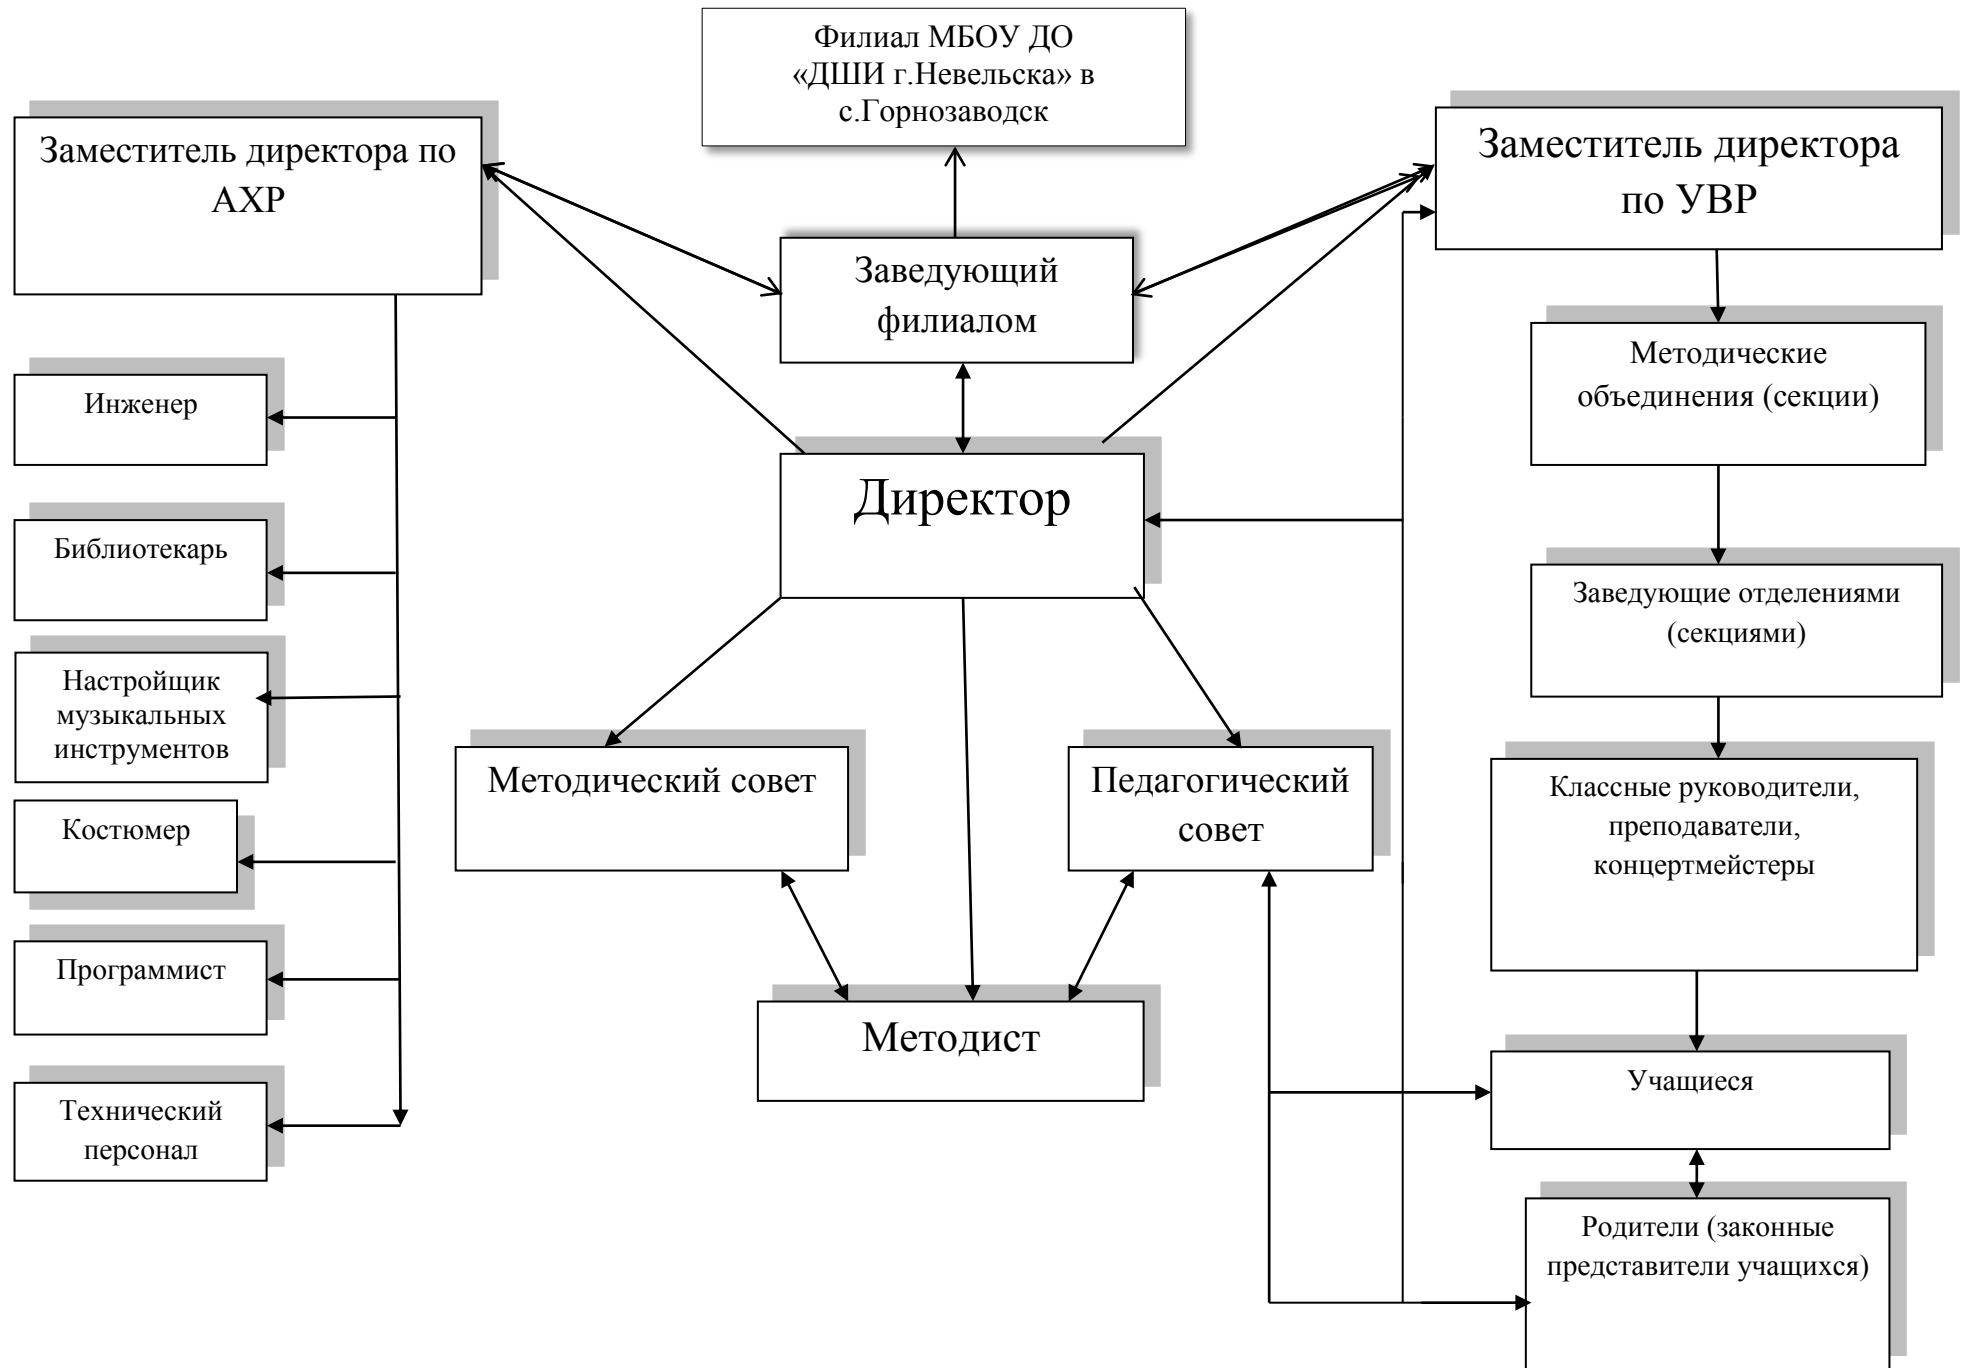 Филиал МБОУ ДО
«ДШИ г.Невельска» в
с.Горнозаводск
Заместитель директора по
АХР
Заместитель директора
по УВР
Заведующий
филиалом
Методические
объединения (секции)
Инженер
Директор
Библиотекарь
Заведующие отделениями
(секциями)
Настройщик
музыкальных
инструментов
Методический совет
Педагогический
совет
Классные руководители,
преподаватели,
концертмейстеры
Костюмер
Программист
Методист
Учащиеся
Технический
персонал
Родители (законные
представители учащихся)